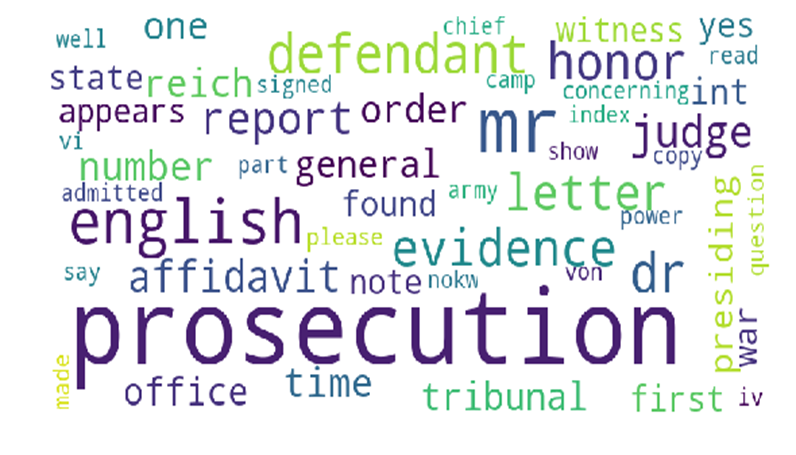 well one chief witness yes
defendant honor read
state reich signed camp concerning int
appears report order mr index judge
vi show copy
number part general
admitted found army letter power
english please evidence presiding question
say affidavit note nokw von dr
prosecution war
made office time tribunal first iv